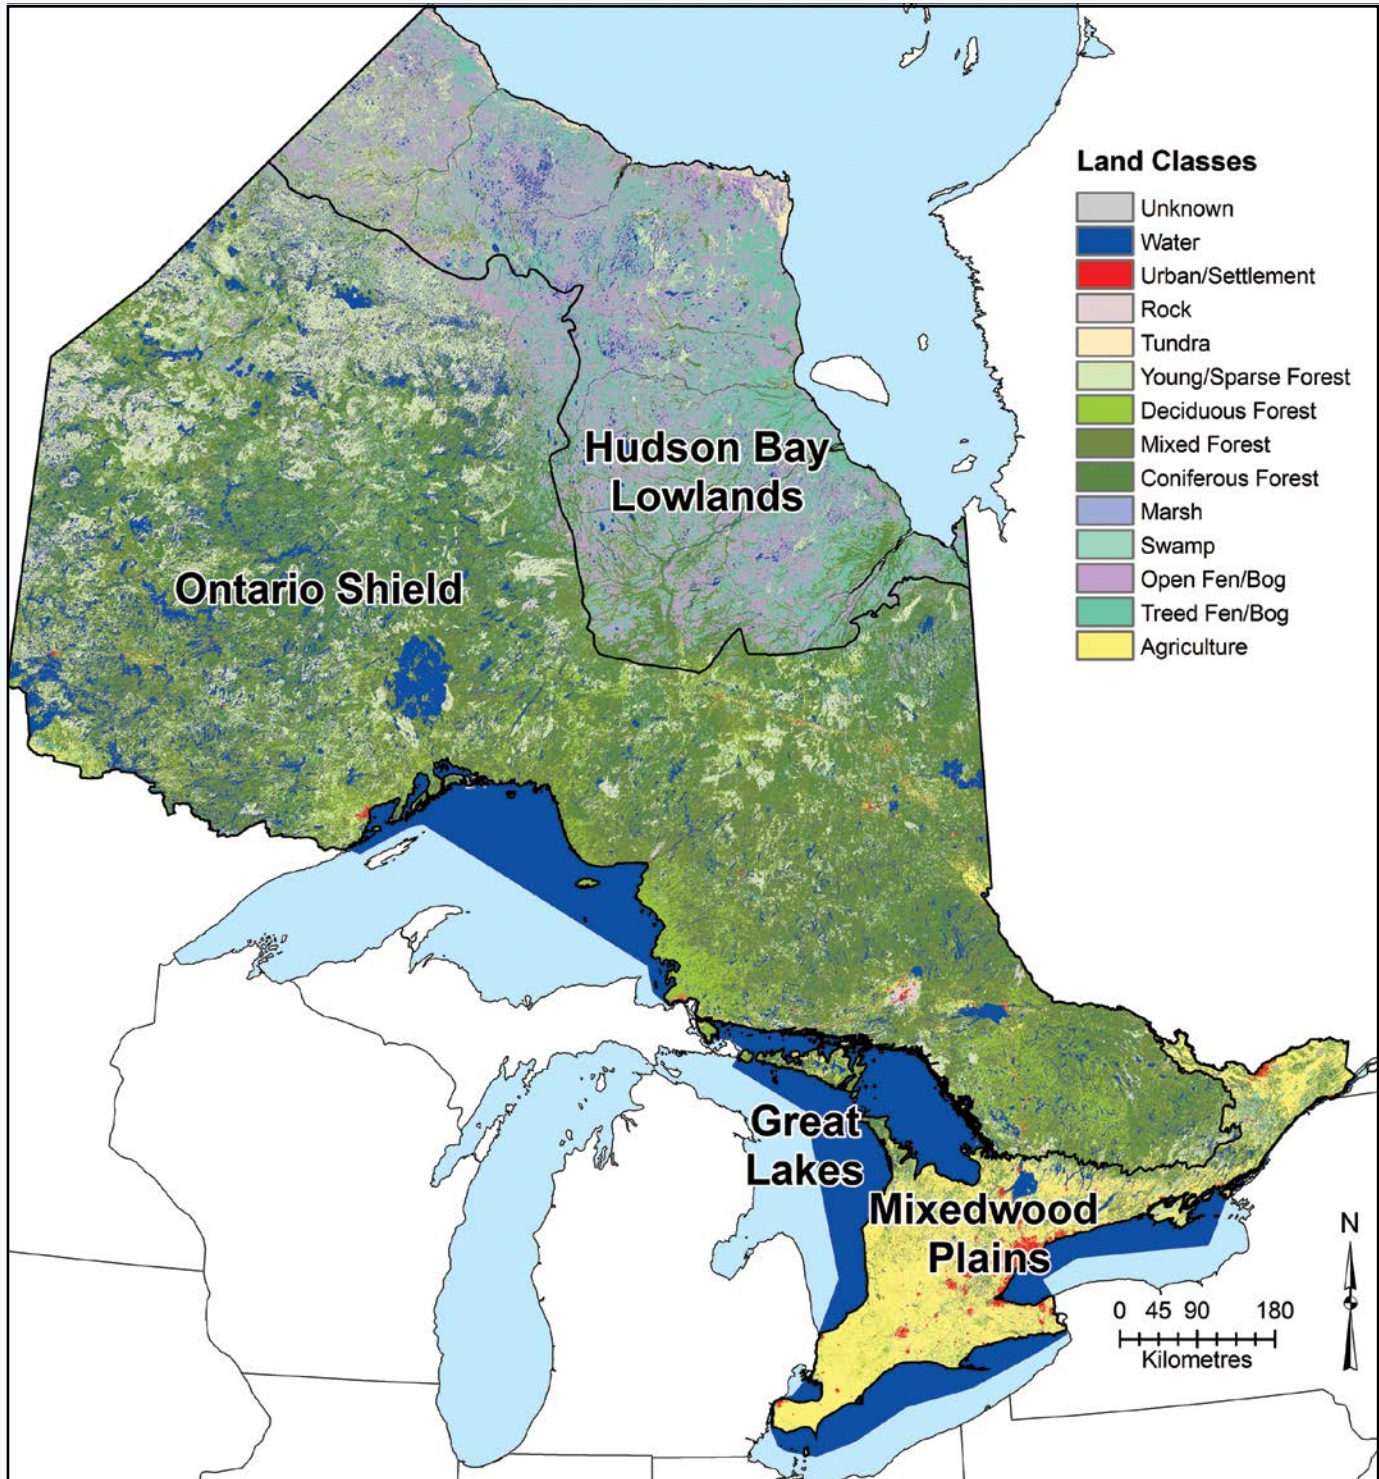 Land Classes
Unknown
Water
Urban/Settlement
Rock
Tundra
Young/Sparse Forest
Deciduous Forest
Mixed Forest
Coniferous Forest
Marsh
Swamp
Open Fen/Bog
Treed Fen/Bog
Agriculture
Hudson Bay
Lowlands
Ontario Shield
Great
Lakes
Mixedwood
Plains
N
0 45 90 180
Kilometres